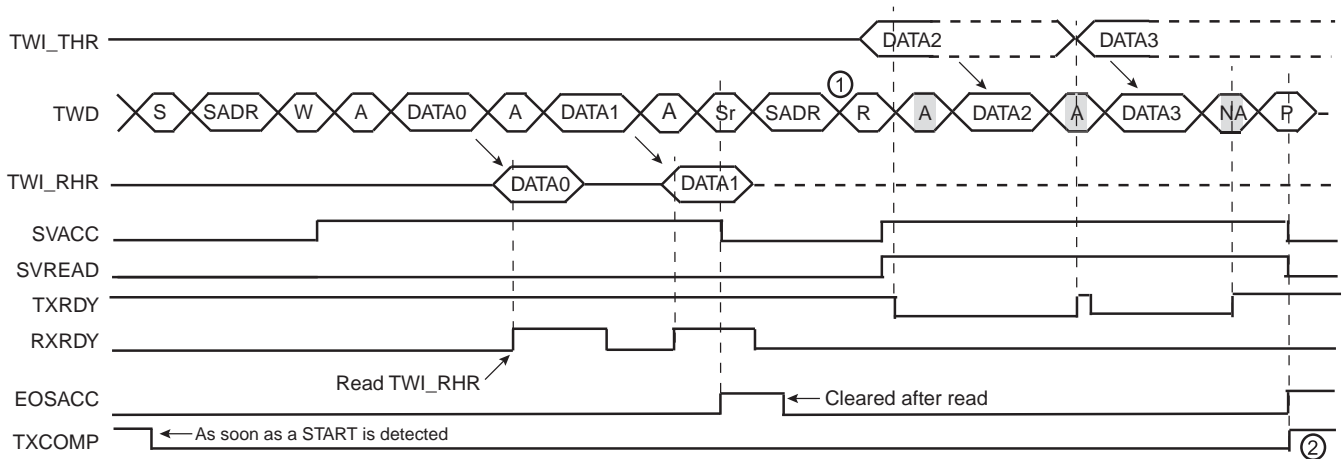 TWI_THR DATA2 DATA3
①
TWD S SADR W A DATA0 A DATA1 A Sr SADR R A DATA2 A DATA3 NA P
TWI_RHR DATA0 DATA1
SVACC
SVREAD
TXRDY
RXRDY
Read TWI_RHR
EOSACC Cleared after read
TXCOMP As soon as a START is detected ②